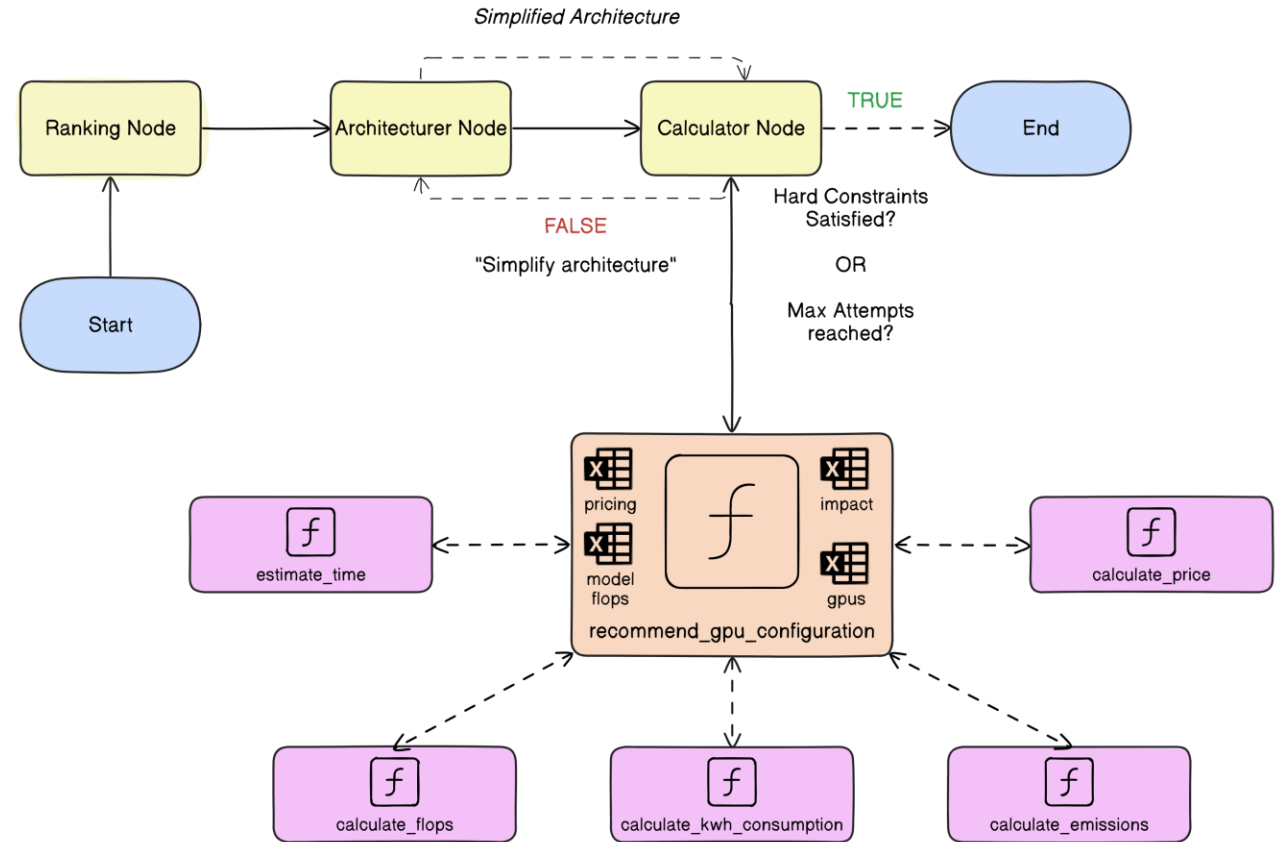 Simplified Architecture
Ranking Node
Architecturer Node
Calculator Node
TRUE
End
Hard Constraints
Satisfied?
FALSE
"Simplify architecture"
OR
Max Attempts
reached?
Start
X
pricing
X
impact
X
model
flops
X
gpus
f
recommend_gpu_configuration
f
estimate_time
f
calculate_price
f
calculate_flops
f
calculate_kwh_consumption
f
calculate_emissions